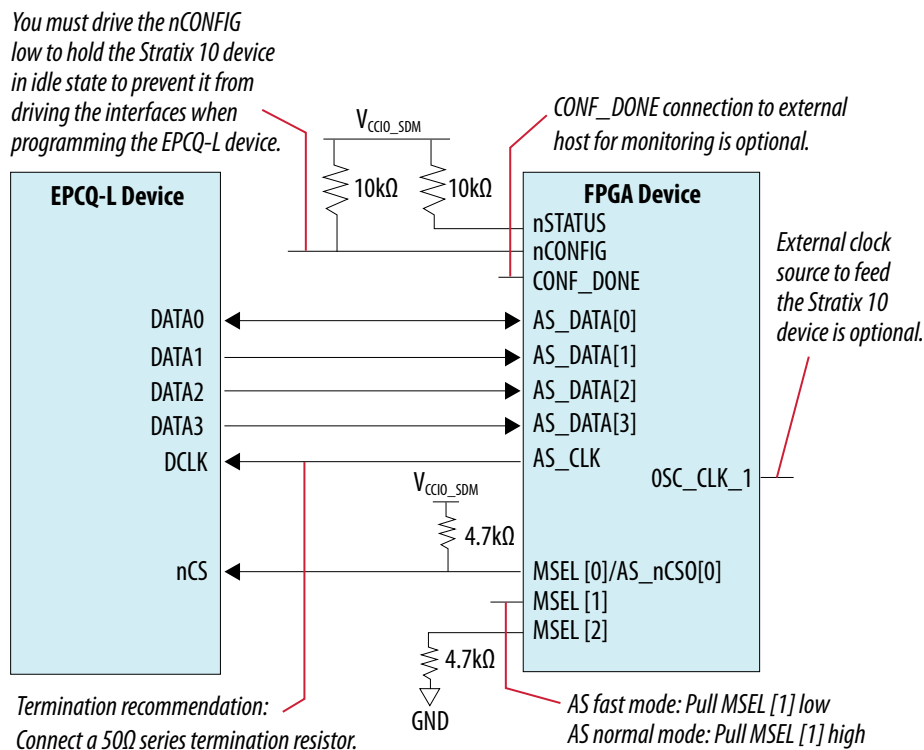 You must drive the nCONFIG
low to hold the Stratix 10 device
in idle state to prevent it from
driving the interfaces when
programming the EPCQ-L device.
CONF_DONE connection to external
host for monitoring is optional.
VCCIO_SDM
10kΩ
10kΩ
EPCQ-L Device
FPGA Device
nSTATUS
nCONFIG
CONF_DONE
External clock
source to feed
the Stratix 10
device is optional.
DATA0
AS_DATA[0]
DATA1
AS_DATA[1]
DATA2
AS_DATA[2]
DATA3
AS_DATA[3]
DCLK
AS_CLK
OSC_CLK_1
VCCIO_SDM
4.7kΩ
nCS
MSEL [0]/AS_nCSO[0]
MSEL [1]
MSEL [2]
4.7kΩ
GND
Termination recommendation:
Connect a 50Ω series termination resistor.
AS fast mode: Pull MSEL [1] low
AS normal mode: Pull MSEL [1] high